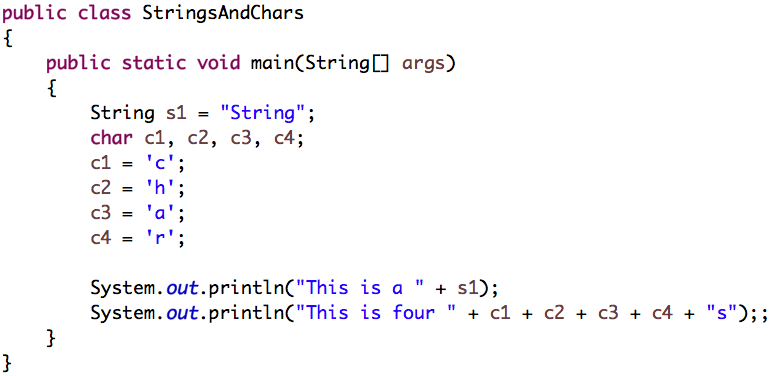 public class StringsAndChars
{
    public static void main(String[] args)
    {
        String s1 = "String";
        char c1, c2, c3, c4;
        c1 = 'c';
        c2 = 'h';
        c3 = 'a';
        c4 = 'r';

        System.out.println("This is a " + s1);
        System.out.println("This is four " + c1 + c2 + c3 + c4 + "s");;
    }
}